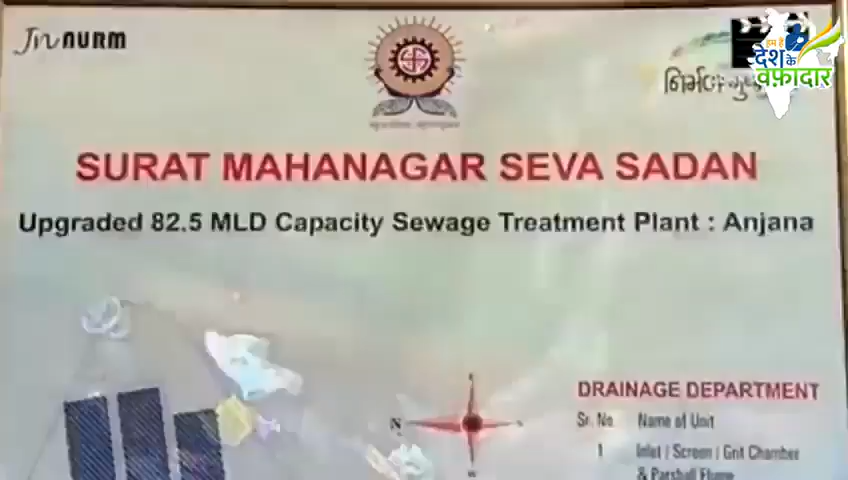 JnNURM
हम हैं
देश के
वफ़ादार
SURAT MAHANAGAR SEVA SADAN
Upgraded 82.5 MLD Capacity Sewage Treatment Plant : Anjana
N
S
W
DRAINAGE DEPARTMENT
Sr. No. Name of Unit
1 Inlet / Screen / Grit Chamber
& Parshall Flume